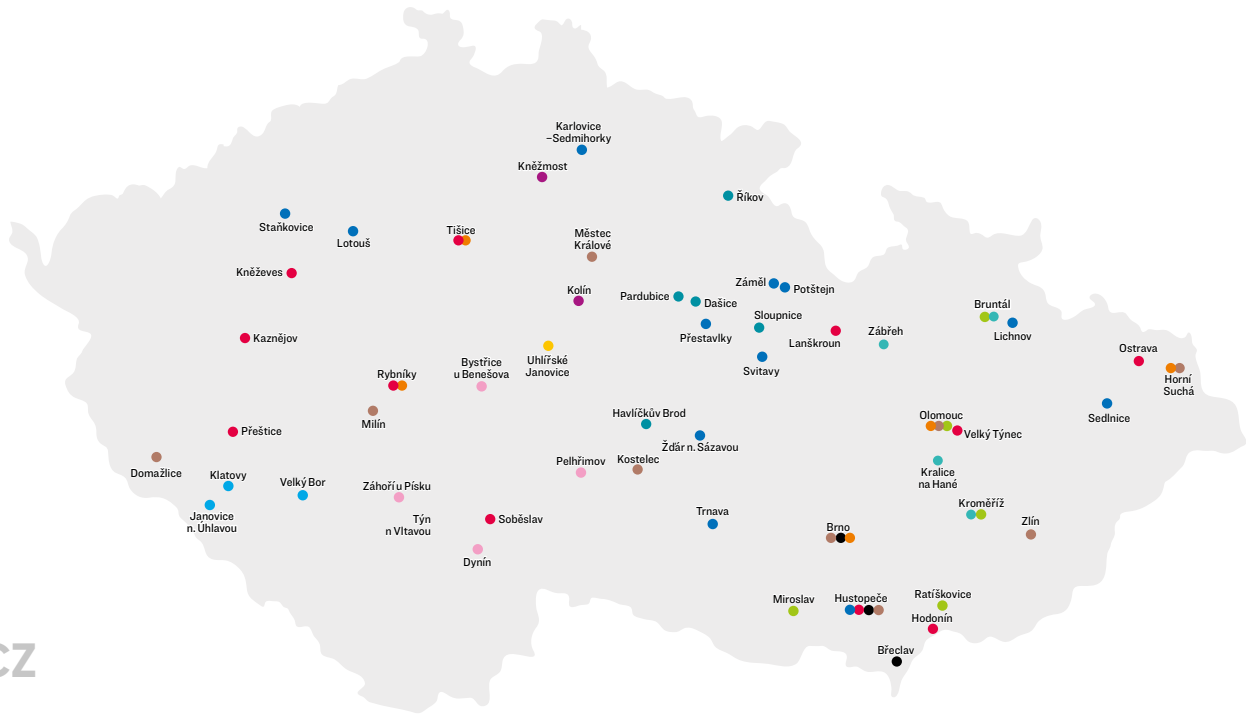 Karlovice
–Sedmihorky
Kněžmost
Říkov
Staňkovice
Lotouš
Tišice
Městec
Králové
Kněževes
Kolín
Pardubice
Dašice
Záměl
Potštejn
Přestavlky
Sloupnice
Svitavy
Lanškroun
Zábřeh
Bruntál
Lichnov
Ostrava
Horní
Suchá
Sedlnice
Kaznějov
Uhlířské
Janovice
Bystřice
u Benešova
Rybníky
Milín
Přeštice
Havlíčkův Brod
Žďár n. Sázavou
Olomouc
Velký Týnec
Kralice
na Hané
Domažlice
Klatovy
Janovice
n. Úhlavou
Velký Bor
Záhoří u Písku
Pelhřimov
Kostelec
Týn
n Vltavou
Soběslav
Dynín
Trnava
Brno
Kroměříž
Zlín
Miroslav
Hustopeče
Ratíškovice
Hodonín
Břeclav
CZ